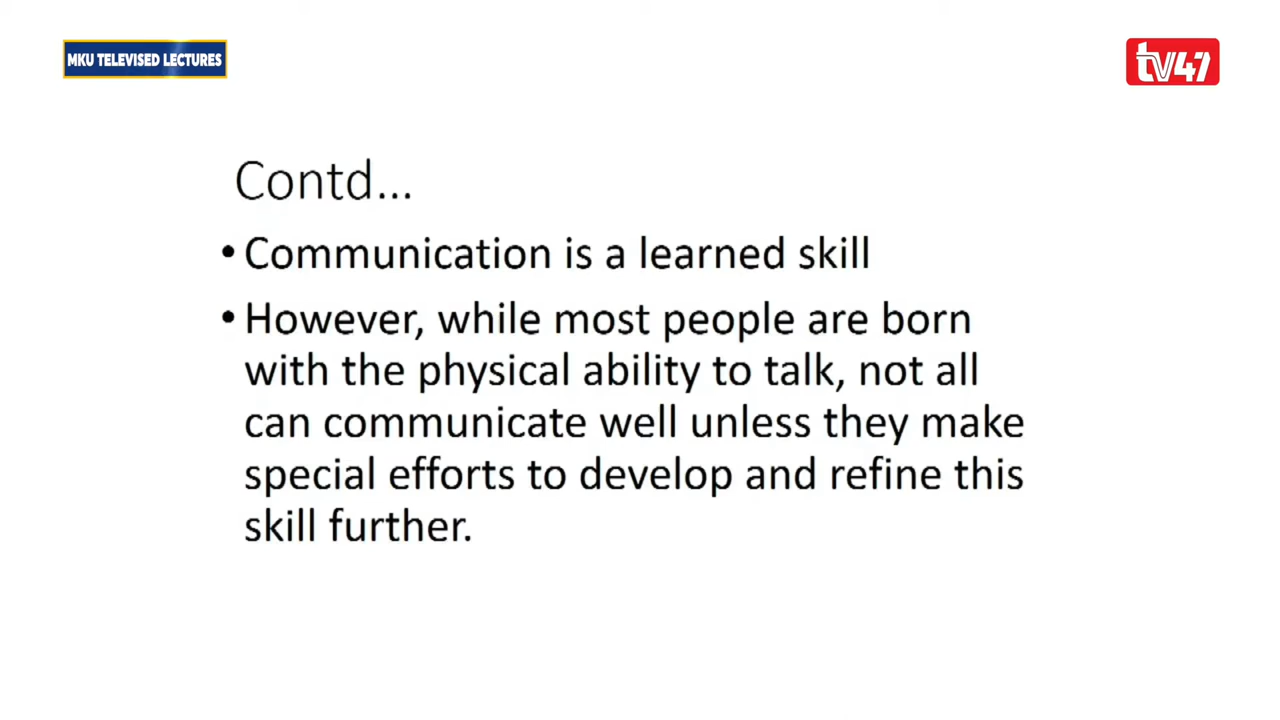 MKU TELEVISED LECTURES
tv47
Contd...
• Communication is a learned skill
• However, while most people are born
with the physical ability to talk, not all
can communicate well unless they make
special efforts to develop and refine this
skill further.